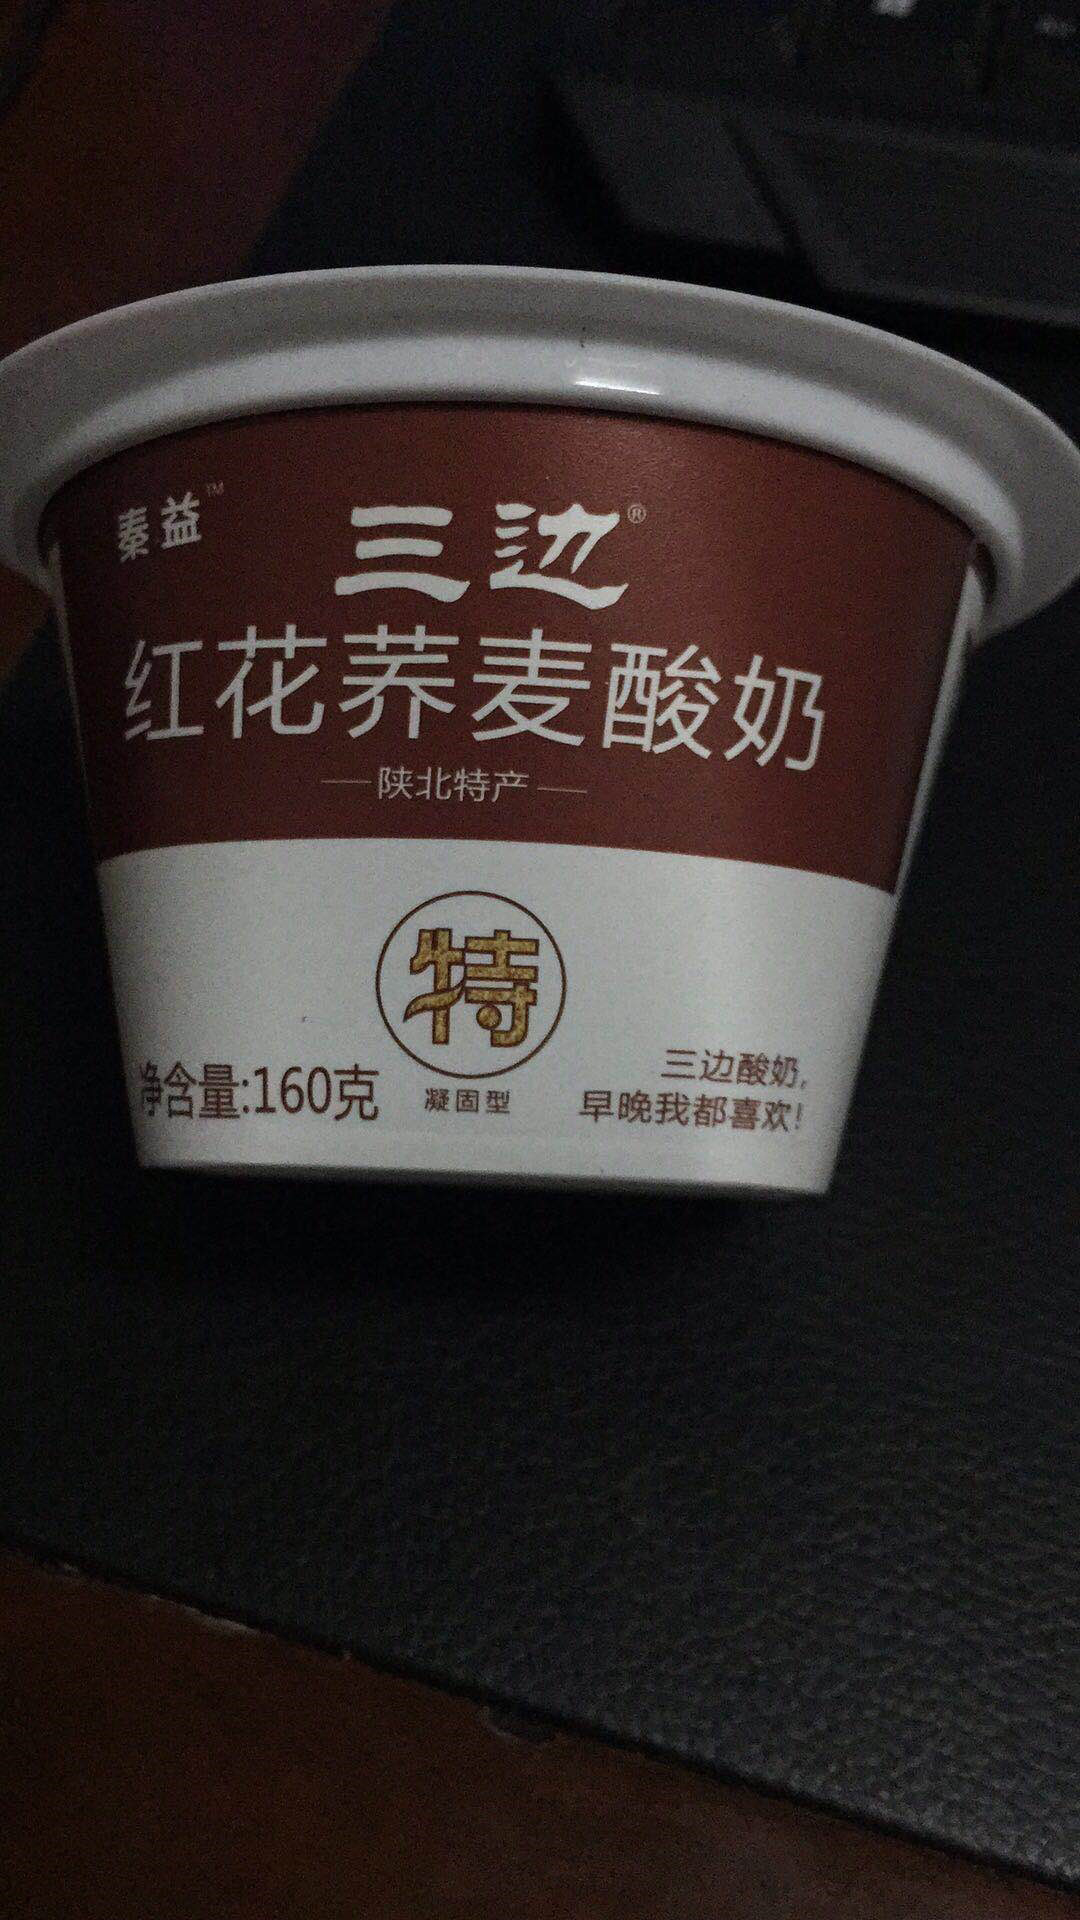 秦益™
三边®
红花荞麦酸奶
陕北特产
特
凝固型
净含量:160克
三边酸奶,
早晚我都喜欢!